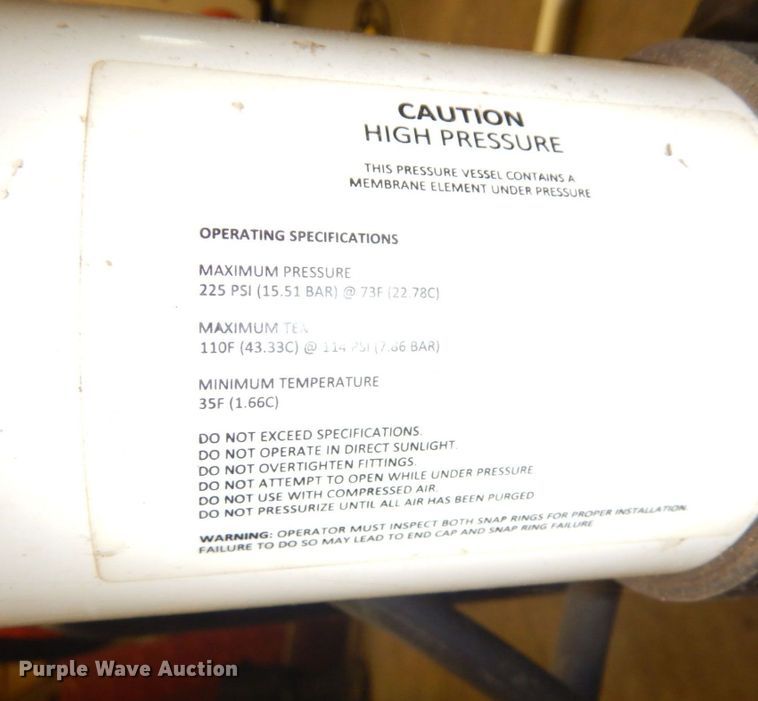 CAUTION
HIGH PRESSURE
THIS PRESSURE VESSEL CONTAINS A
MEMBRANE ELEMENT UNDER PRESSURE
OPERATING SPECIFICATIONS
MAXIMUM PRESSURE
225 PSI (15.51 BAR) @ 73F (22.78C)
MAXIMUM
110F (43.33C) @ 114 PSI (7.86 BAR)
MINIMUM TEMPERATURE
35F (1.66C)
DO NOT EXCEED SPECIFICATIONS.
DO NOT OPERATE IN DIRECT SUNLIGHT.
DO NOT OVERTIGHTEN FITTINGS.
DO NOT ATTEMPT TO OPEN WHILE UNDER PRESSURE
DO NOT USE WITH COMPRESSED AIR.
DO NOT PRESSURIZE UNTIL ALL AIR HAS BEEN PURGED
WARNING: OPERATOR MUST INSPECT BOTH SNAP RINGS FOR PROPER INSTALLATION.
FAILURE TO DO SO MAY LEAD TO END CAP AND SNAP RING FAILURE
Purple Wave Auction